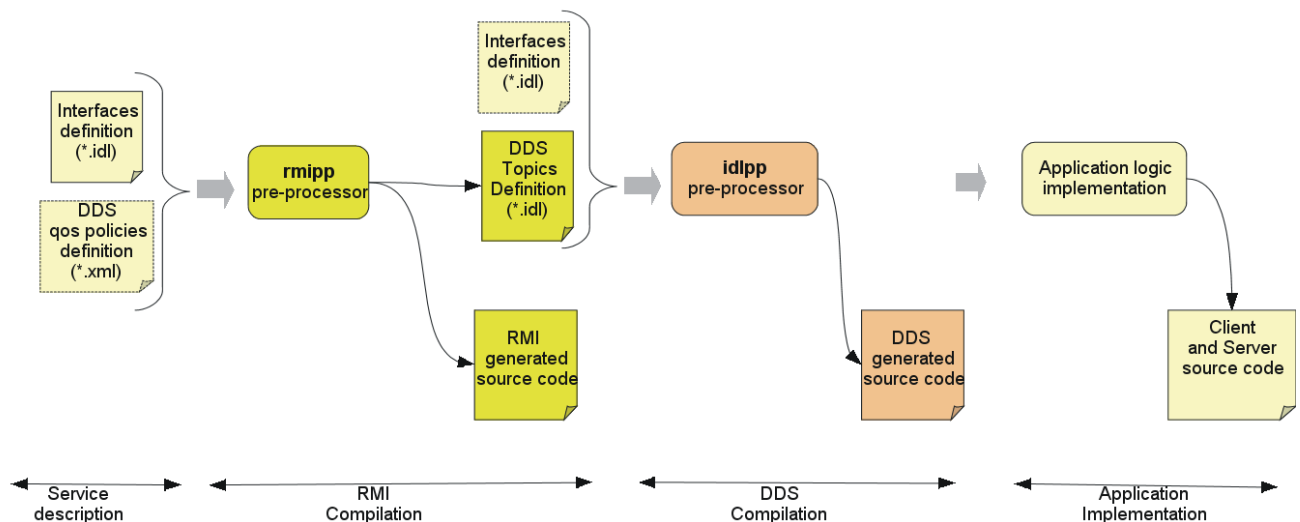 Interfaces
definition
(*.idl)
DDS
qos policies
definition
(*.xml)
rmipp
pre-processor
Interfaces
definition
(*.idl)
DDS
Topics
Definition
(*.idl)
RMI
generated
source code
idlpp
pre-processor
DDS
generated
source code
Application logic
implementation
Client
and Server
source code
Service
description
RMI
Compilation
DDS
Compilation
Application
Implementation